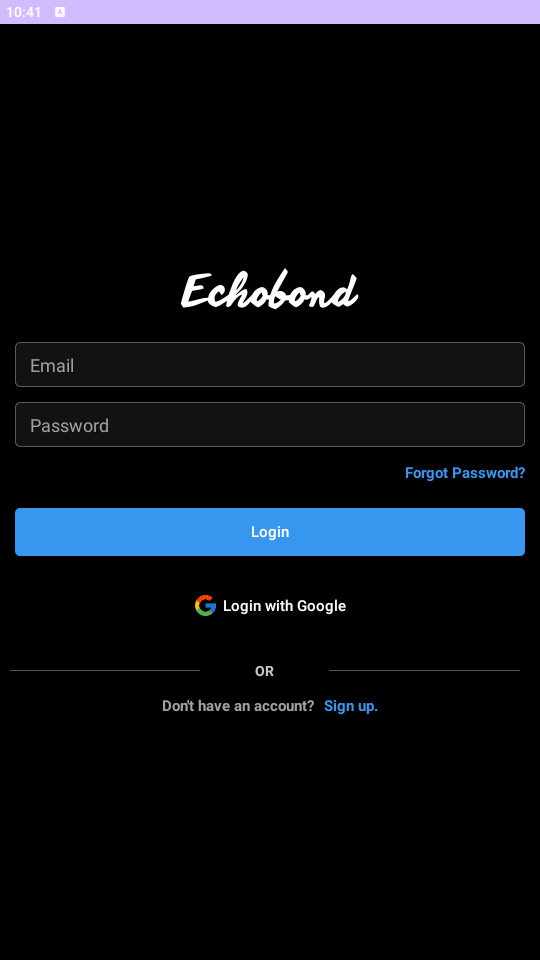 10:41
Echobond
Email
Password
Forgot Password?
Login
Login with Google
OR
Don't have an account? Sign up.